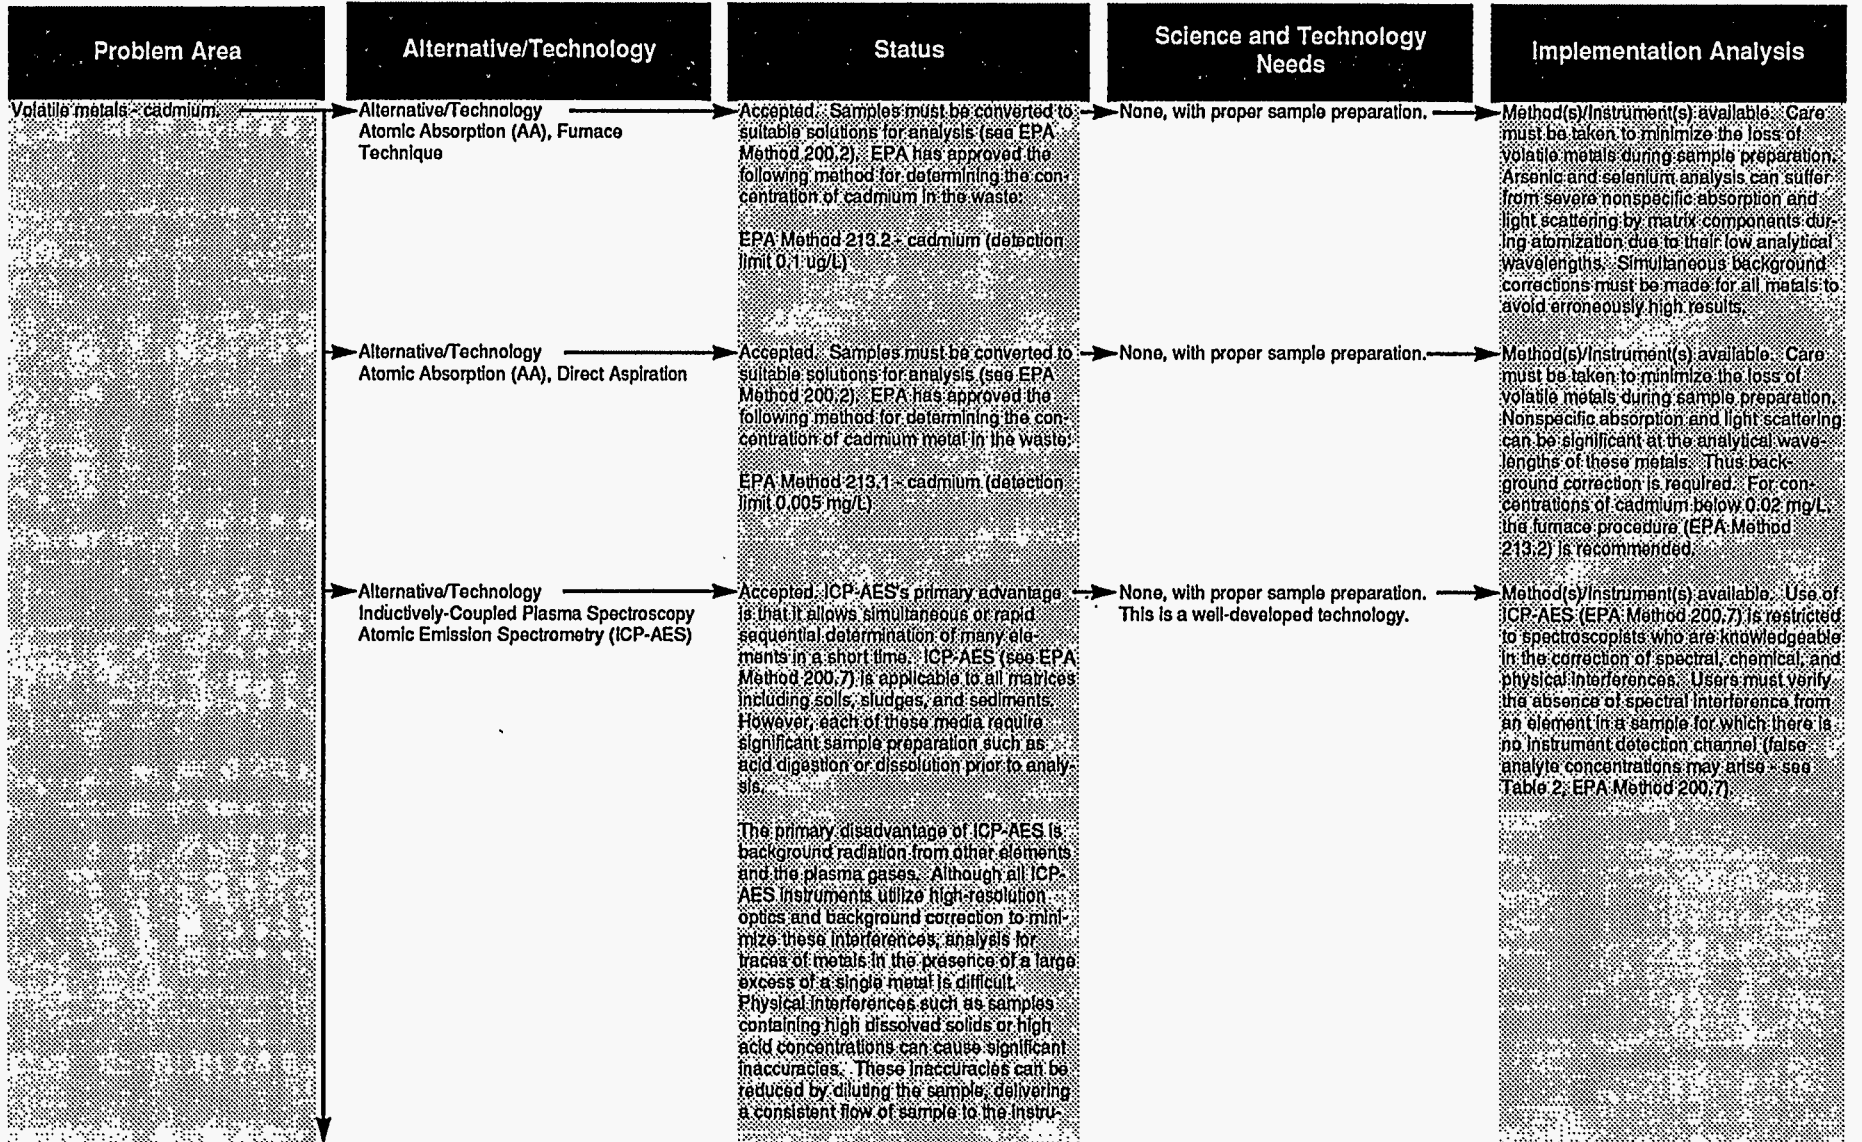 Problem Area
Alternative/Technology
Status
Science and Technology
Needs
Implementation Analysis
Volatile metals - cadmium.
Alternative/Technology
Atomic Absorption (AA), Furnace
Technique
Accepted. Samples must be converted to
suitable solutions for analysis (see EPA
Method 200.2). EPA has approved the
following method for determining the con-
centration of cadmium in the waste:
EPA Method 213.2 - cadmium (detection
limit 0.1 ug/L)
None, with proper sample preparation.
Method(s)/Instrument(s) available. Care
must be taken to minimize the loss of
volatile metals during sample preparation.
Arsenic and selenium analysis can suffer
from severe nonspecific absorption and
light scattering by matrix components dur-
ing atomization due to their low analytical
wavelengths. Simultaneous background
corrections must be made for all metals to
avoid erroneously high results.
Alternative/Technology
Atomic Absorption (AA), Direct Aspiration
Accepted. Samples must be converted to
suitable solutions for analysis (see EPA
Method 200.2). EPA has approved the
following method for determining the con-
centration of cadmium metal in the waste:
EPA Method 213.1 - cadmium (detection
limit 0.005 mg/L)
None, with proper sample preparation.
Method(s)/Instrument(s) available. Care
must be taken to minimize the loss of
volatile metals during sample preparation.
Nonspecific absorption and light scattering
can be significant at the analytical wave-
lengths of these metals. Thus back-
ground correction is required. For con-
centrations of cadmium below 0.02 mg/L,
the furnace procedure (EPA Method
213.2) is recommended.
Alternative/Technology
Inductively-Coupled Plasma Spectroscopy
Atomic Emission Spectrometry (ICP-AES)
Accepted. ICP-AES's primary advantage
is that it allows simultaneous or rapid
sequential determination of many ele-
ments in a short time. ICP-AES (see EPA
Method 200.7) is applicable to all matrices
including soils, sludges, and sediments.
However, each of these media require
significant sample preparation such as
acid digestion or dissolution prior to analy-
sis.
The primary disadvantage of ICP-AES is
background radiation from other elements
and the plasma gases. Although all ICP-
AES instruments utilize high-resolution
optics and background correction to mini-
mize these interferences, analysis for
traces of metals in the presence of a large
excess of a single metal is difficult.
Physical interferences such as samples
containing high dissolved solids or high
acid concentrations can cause significant
inaccuracies. These inaccuracies can be
reduced by diluting the sample, delivering
a consistent flow of sample to the instru-
None, with proper sample preparation.
This is a well-developed technology.
Method(s)/Instrument(s) available. Use of
ICP-AES (EPA Method 200.7) is restricted
to spectroscopists who are knowledgeable
in the correction of spectral, chemical, and
physical interferences. Users must verify
the absence of spectral interference from
an element in a sample for which there is
no instrument detection channel (false
analyte concentrations may arise - see
Table 2, EPA Method 200.7).